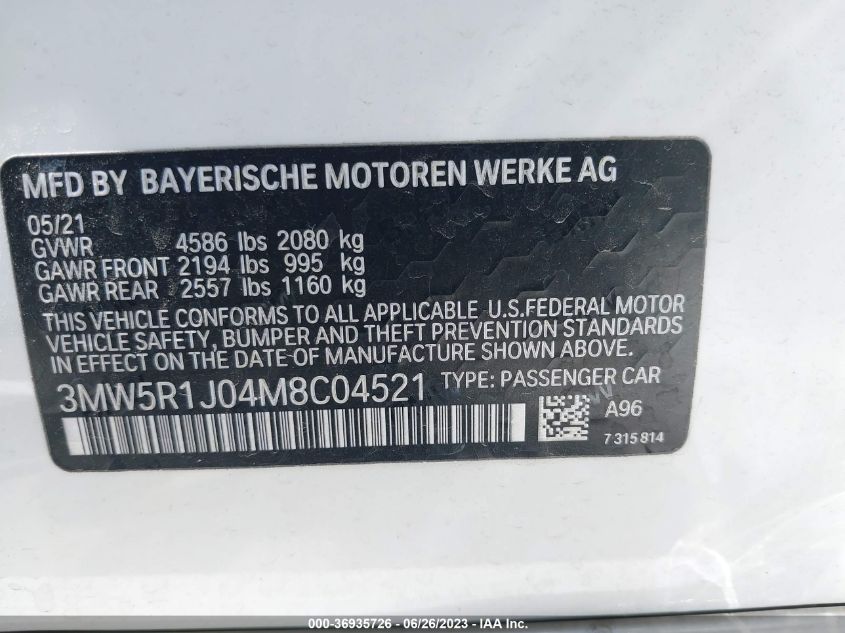 MFD BY BAYERISCHE MOTOREN WERKE AG
05/21
GVWR 4586 lbs 2080 kg
GAWR FRONT 2194 lbs 995 kg
GAWR REAR 2557 lbs 1160 kg
THIS VEHICLE CONFORMS TO ALL APPLICABLE U.S.FEDERAL MOTOR
VEHICLE SAFETY, BUMPER AND THEFT PREVENTION STANDARDS
IN EFFECT ON THE DATE OF MANUFACTURE SHOWN ABOVE.
3MW5R1J04M8C04521 TYPE: PASSENGER CAR
A96
7315814
000-36935726 - 06/26/2023 - IAA Inc.